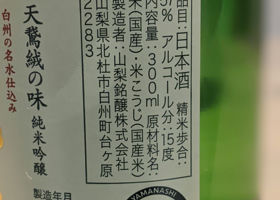 白州の名水仕込み
天鵞絨の味
純米吟醸
品目:日本酒 精米歩合:
57% アルコール分:15度
内容量:300ml 原材料名:
米(国産)・米こうじ(国産米)
製造者:山梨銘醸株式会社
山梨県北杜市白州町台ヶ原
2283
製造年月
YAMANASHI